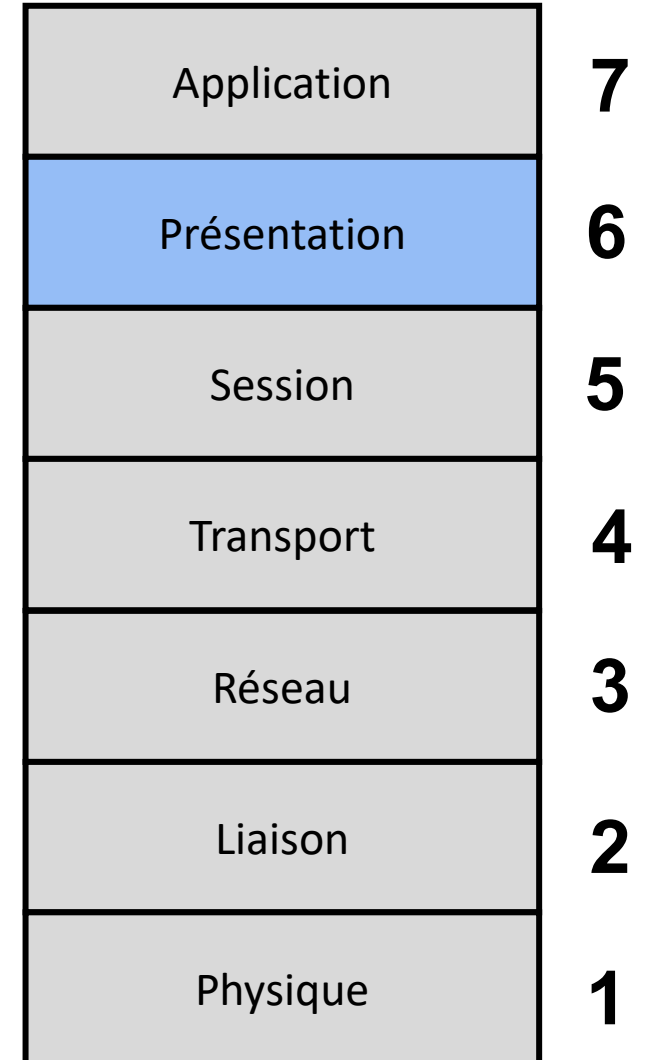 Application 7
Présentation 6
Session 5
Transport 4
Réseau 3
Liaison 2
Physique 1